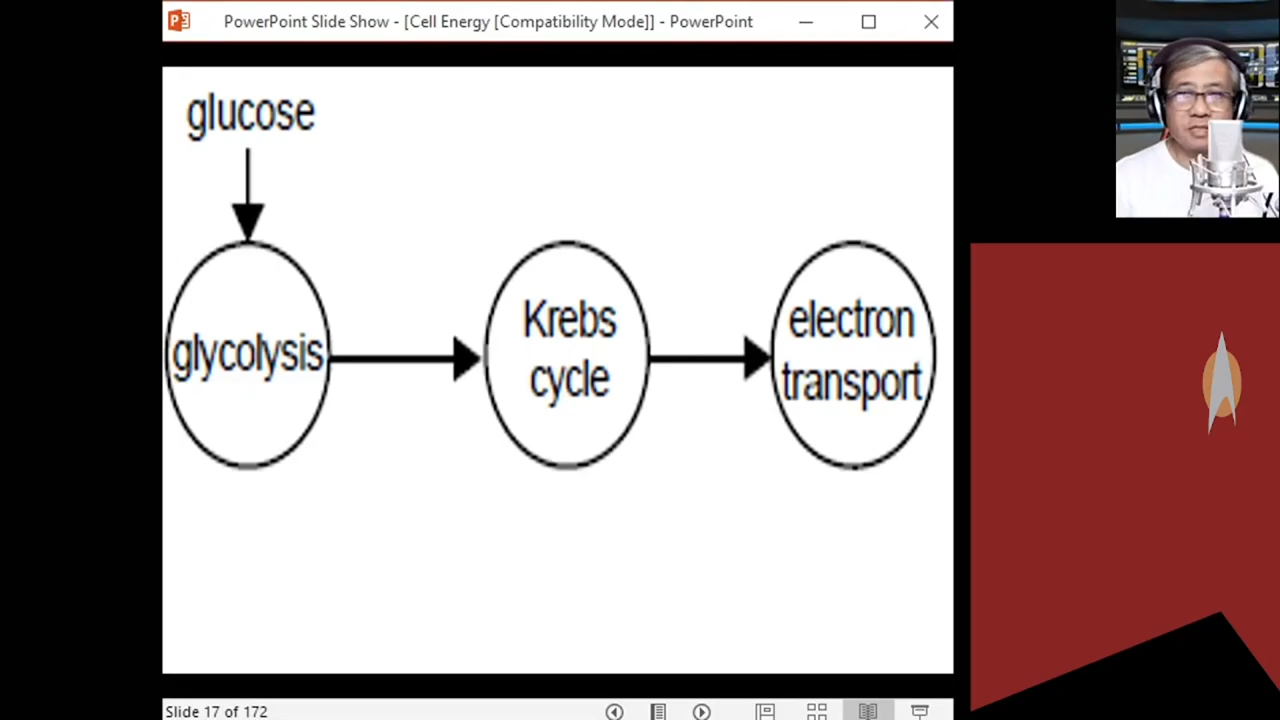 PowerPoint Slide Show - [Cell Energy [Compatibility Mode]] - PowerPoint
glucose
glycolysis
Krebs
cycle
electron
transport
Slide 17 of 172